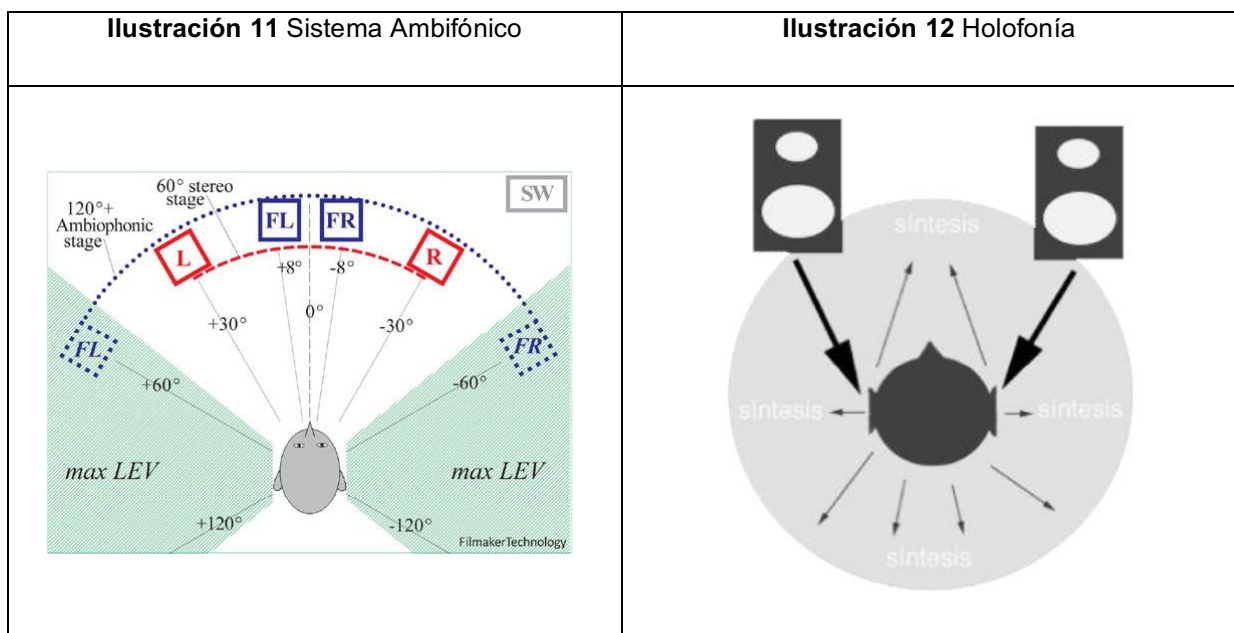 Ilustración 11 Sistema Ambifónico
Ilustración 12 Holofonía
60° stereo
stage
120°+
Ambiophonic
stage
SW
FL
FR
L
R
+8°
-8°
0°
+30°
-30°
FL
FR
+60°
-60°
max LEV
max LEV
+120°
-120°
FilmakerTechnology
síntesis
síntesis
síntesis
síntesis